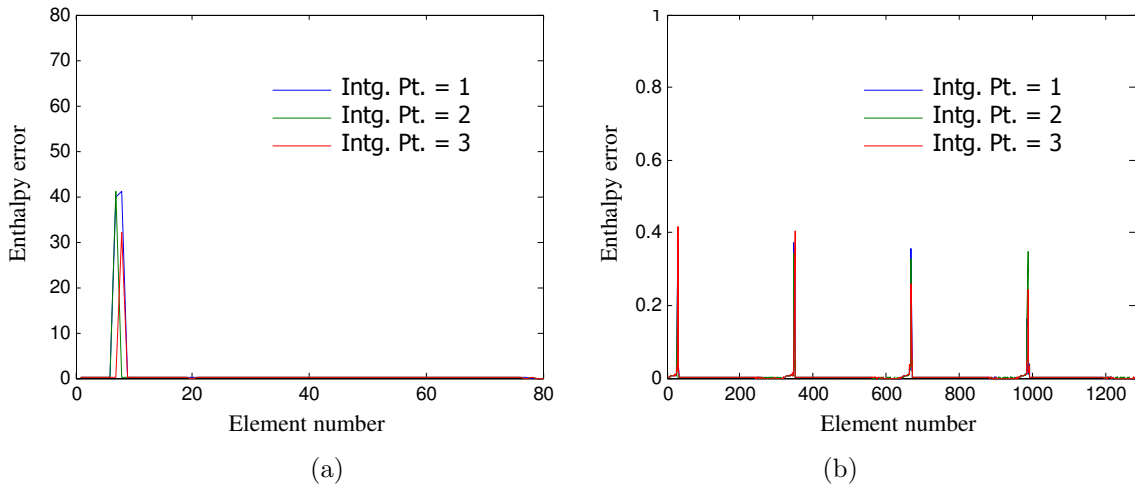 80
70
60
50
40
30
20
10
0
0
20
40
60
80
Enthalpy error
Element number
Intg. Pt. = 1
Intg. Pt. = 2
Intg. Pt. = 3
(a)
1
0.8
0.6
0.4
0.2
0
0
200
400
600
800
1000
1200
Enthalpy error
Element number
Intg. Pt. = 1
Intg. Pt. = 2
Intg. Pt. = 3
(b)